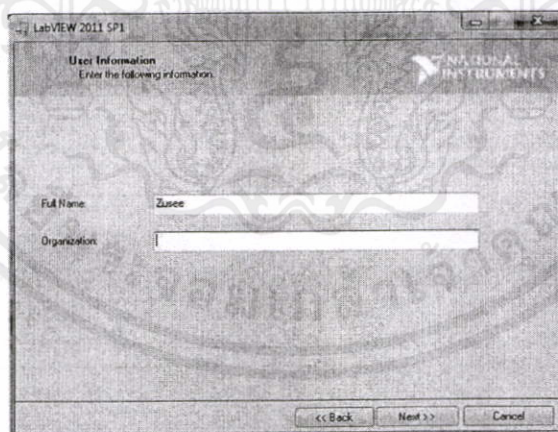 LabVIEW 2011 SP1
User Information
Enter the following information.
NATIONAL
INSTRUMENTS
Full Name:
Zusee
Organization:
<< Back
Next >>
Cancel